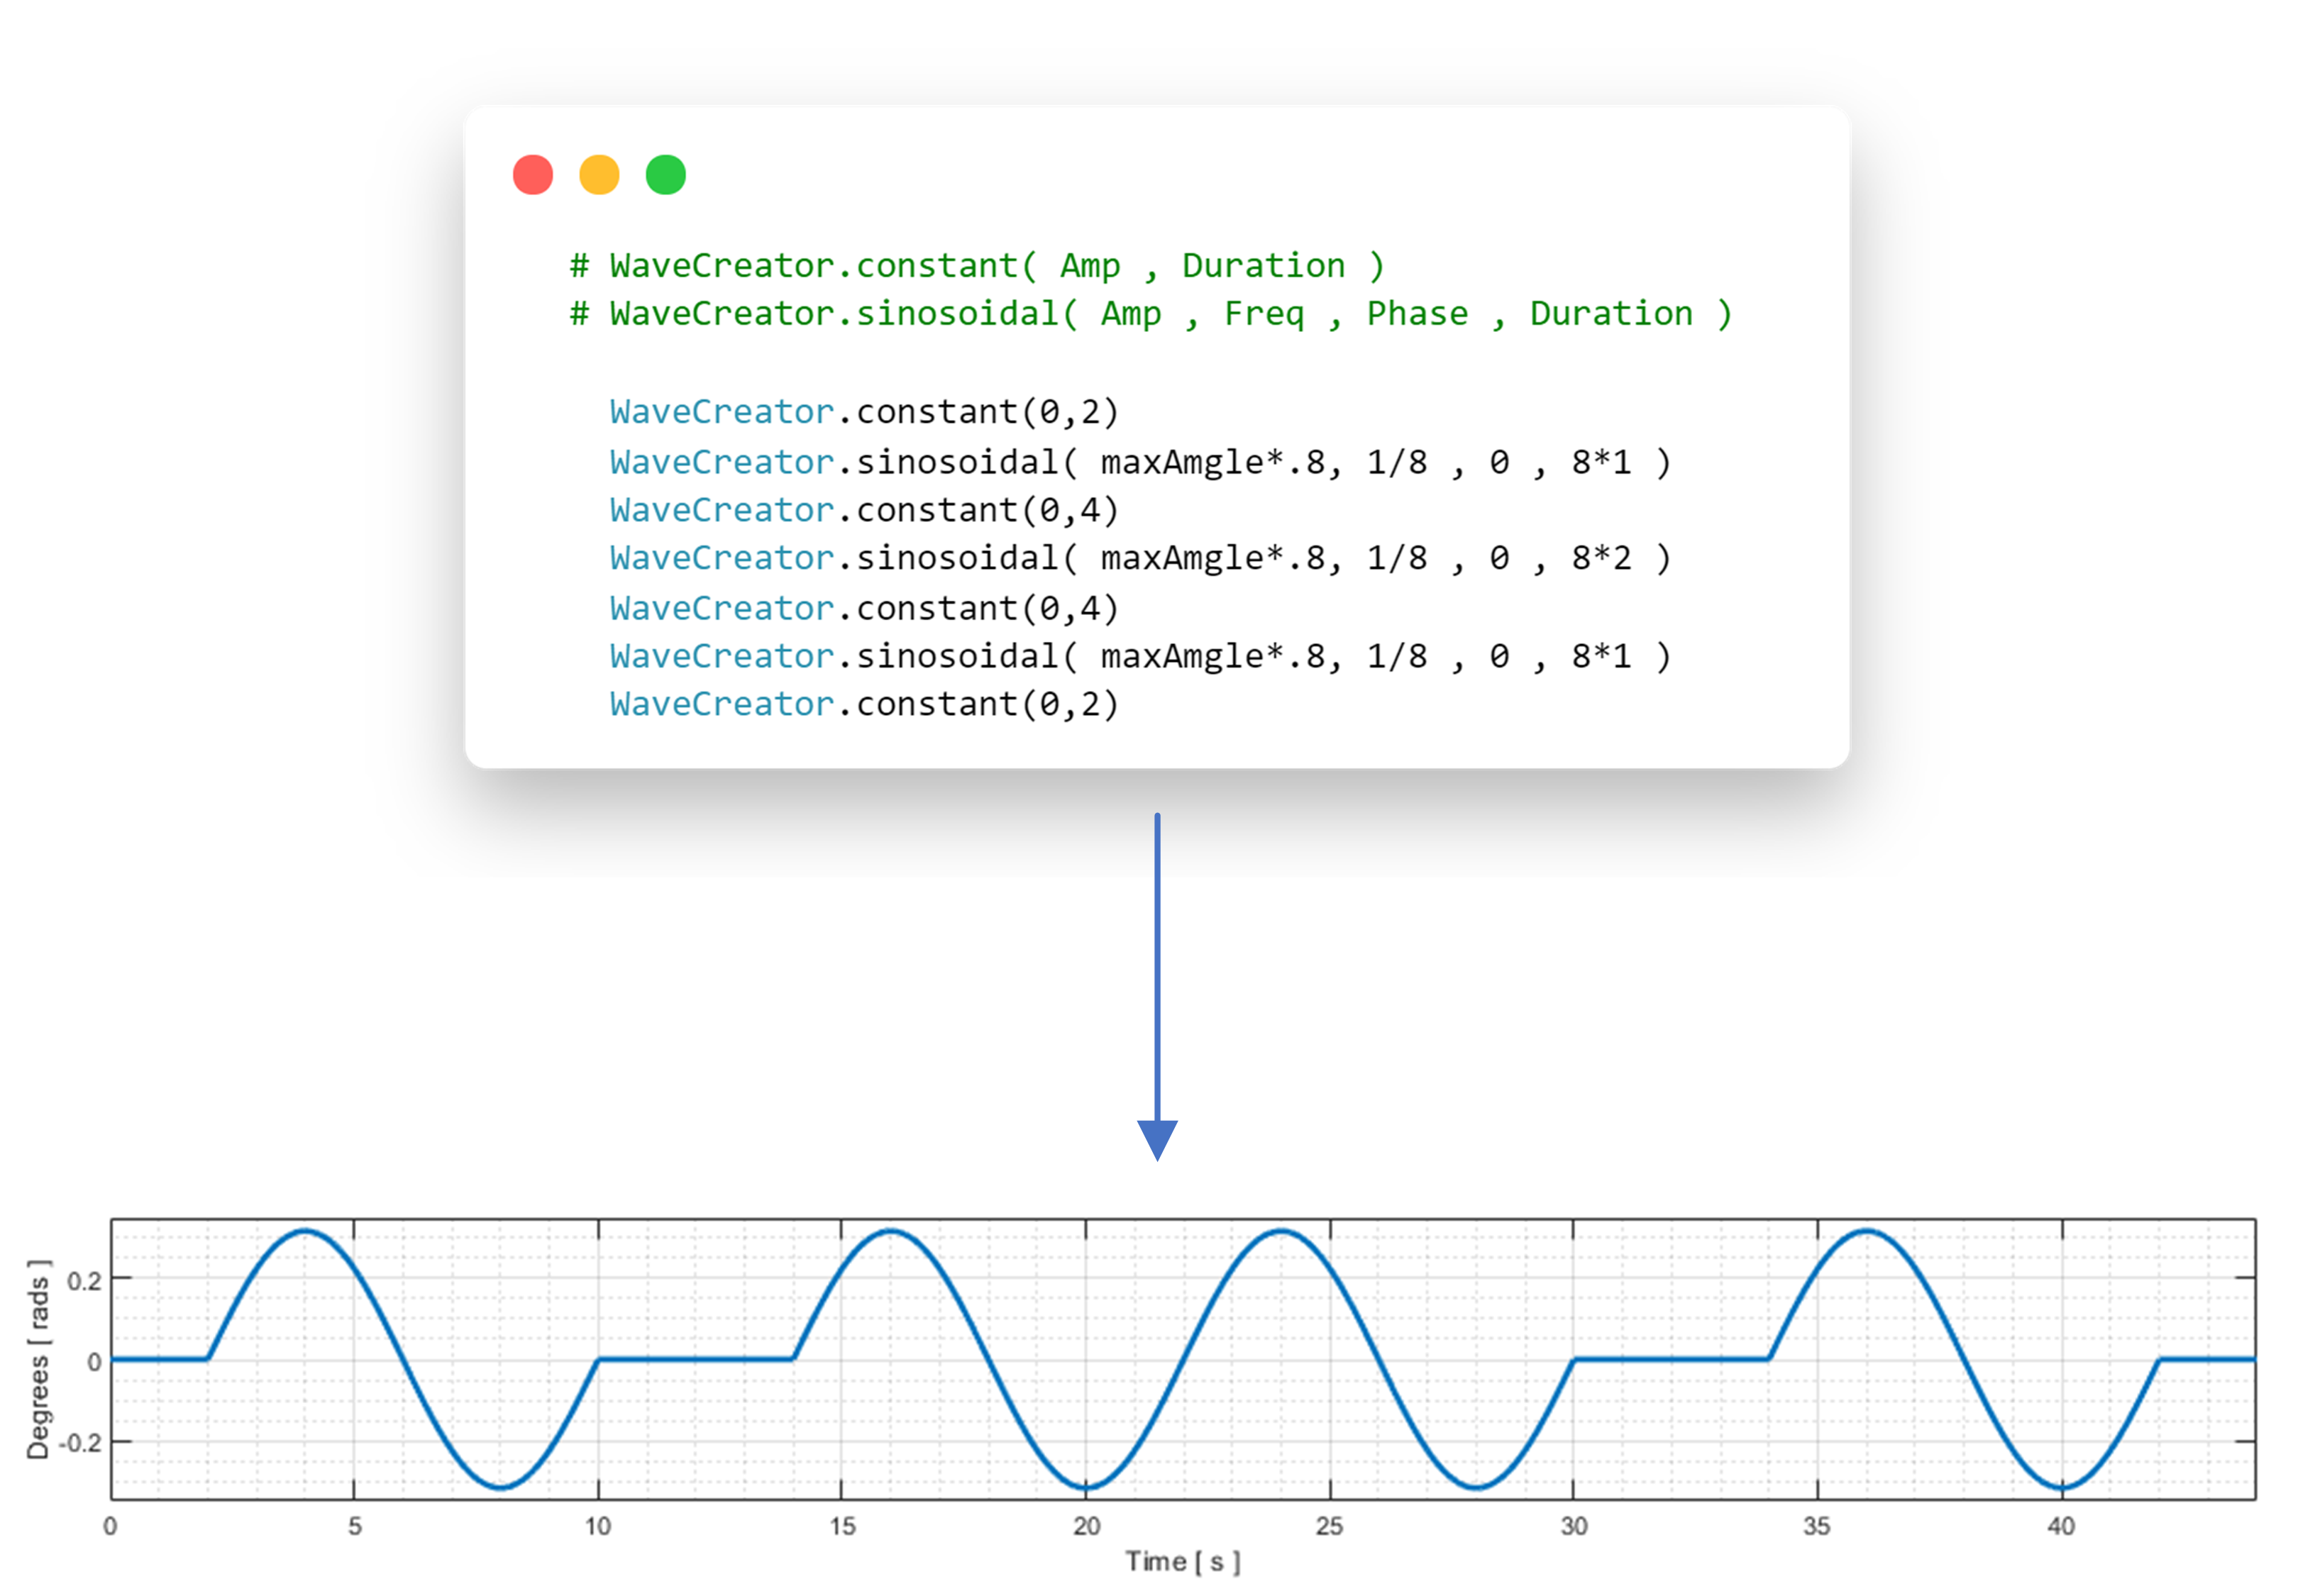 # WaveCreator.constant( Amp , Duration )
# WaveCreator.sinosoidal( Amp , Freq , Phase , Duration )
WaveCreator.constant(0,2)
WaveCreator.sinosoidal( maxAmgle*.8, 1/8 , 0 , 8*1 )
WaveCreator.constant(0,4)
WaveCreator.sinosoidal( maxAmgle*.8, 1/8 , 0 , 8*2 )
WaveCreator.constant(0,4)
WaveCreator.sinosoidal( maxAmgle*.8, 1/8 , 0 , 8*1 )
WaveCreator.constant(0,2)
Degrees [ rads ]
0.2
0
-0.2
0 5 10 15 20 25 30 35 40
Time [ s ]